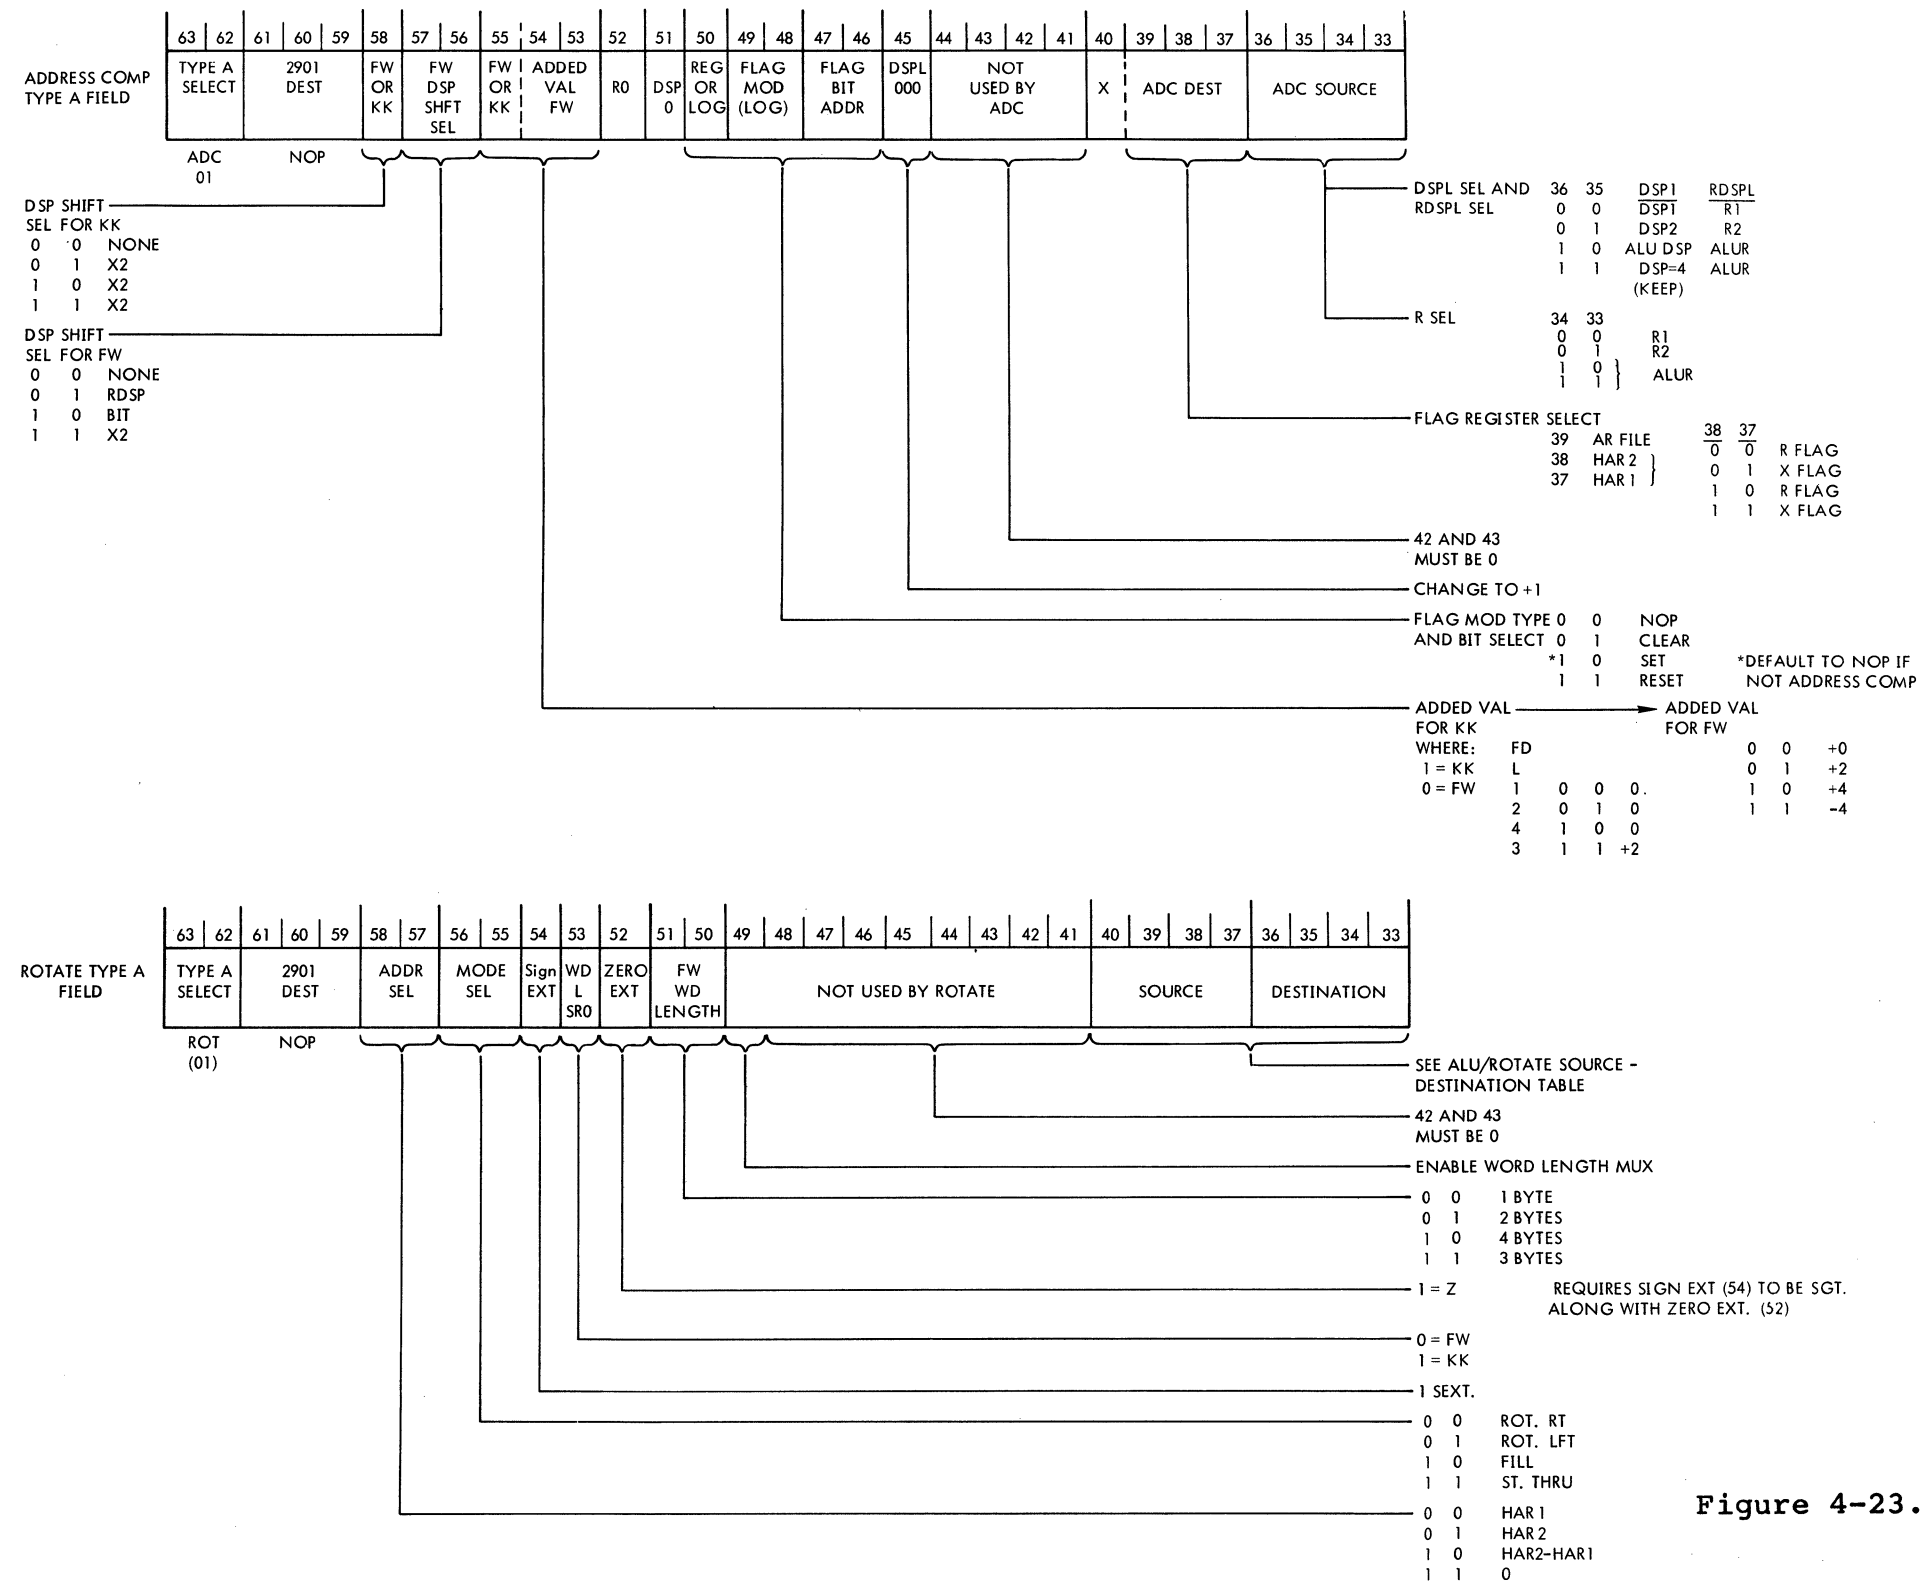 63 62 61 60 59 58 57 56 55 54 53 52 51 50 49 48 47 46 45 44 43 42 41 40 39 38 37 36 35 34 33
ADDRESS COMP
TYPE A FIELD
TYPE A
SELECT
2901
DEST
FW
OR
KK
FW
DSP
SHFT
SEL
FW
OR
KK
ADDED
VAL
FW
R0
DSP
0
REG
OR
LOG
FLAG
MOD
(LOG)
FLAG
BIT
ADDR
DSPL
000
NOT
USED BY
ADC
X
ADC DEST
ADC SOURCE
ADC
01
NOP
DSP SHIFT
SEL FOR KK
0 0 NONE
0 1 X2
1 0 X2
1 1 X2
DSP SHIFT
SEL FOR FW
0 0 NONE
0 1 RDSP
1 0 BIT
1 1 X2
DSPL SEL AND 36 35 DSP1 RDSPL
RDSPL SEL 0 0 DSP1 R1
0 1 DSP2 R2
1 0 ALU DSP ALUR
1 1 DSP=4 ALUR
(KEEP)
R SEL 34 33
0 0 R1
0 1 R2
1 0
1 1 ALUR
FLAG REGISTER SELECT
39 AR FILE 38 37
38 HAR2 0 0 R FLAG
37 HAR1 0 1 X FLAG
1 0 R FLAG
1 1 X FLAG
42 AND 43
MUST BE 0
CHANGE TO +1
FLAG MOD TYPE 0 0 NOP
AND BIT SELECT 0 1 CLEAR
*1 0 SET *DEFAULT TO NOP IF
1 1 RESET NOT ADDRESS COMP
ADDED VAL ADDED VAL
FOR KK FOR FW
WHERE: FD 0 0 +0
1 = KK L 0 1 +2
0 = FW 1 0 0 0. 1 0 +4
2 0 1 0 1 1 -4
4 1 0 0
3 1 1 +2
63 62 61 60 59 58 57 56 55 54 53 52 51 50 49 48 47 46 45 44 43 42 41 40 39 38 37 36 35 34 33
ROTATE TYPE A
FIELD
TYPE A
SELECT
2901
DEST
ADDR
SEL
MODE
SEL
Sign
EXT
WD
L
SR0
ZERO
EXT
FW
WD
LENGTH
NOT USED BY ROTATE
SOURCE
DESTINATION
ROT
(01)
NOP
SEE ALU/ROTATE SOURCE -
DESTINATION TABLE
42 AND 43
MUST BE 0
ENABLE WORD LENGTH MUX
0 0 1 BYTE
0 1 2 BYTES
1 0 4 BYTES
1 1 3 BYTES
1 = Z REQUIRES SIGN EXT (54) TO BE SGT.
ALONG WITH ZERO EXT. (52)
0 = FW
1 = KK
1 SEXT.
0 0 ROT. RT
0 1 ROT. LFT
1 0 FILL
1 1 ST. THRU
0 0 HAR1
0 1 HAR2
1 0 HAR2-HAR1
1 1 0
Figure 4-23.